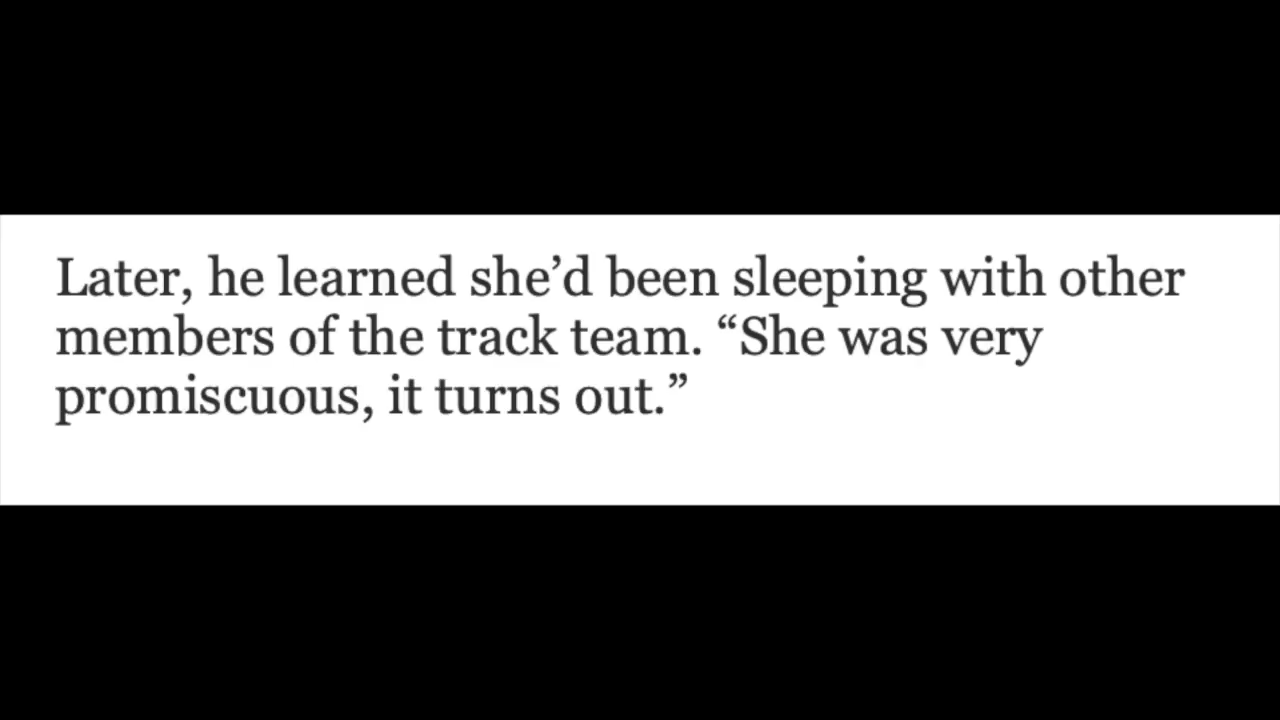 Later, he learned she’d been sleeping with other
members of the track team. “She was very
promiscuous, it turns out.”